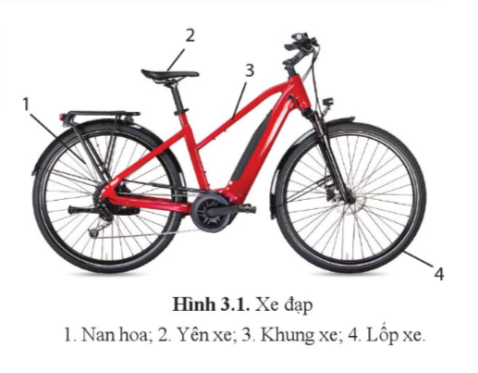 2
3
1
4
Hình 3.1. Xe đạp
1. Nan hoa; 2. Yên xe; 3. Khung xe; 4. Lốp xe.